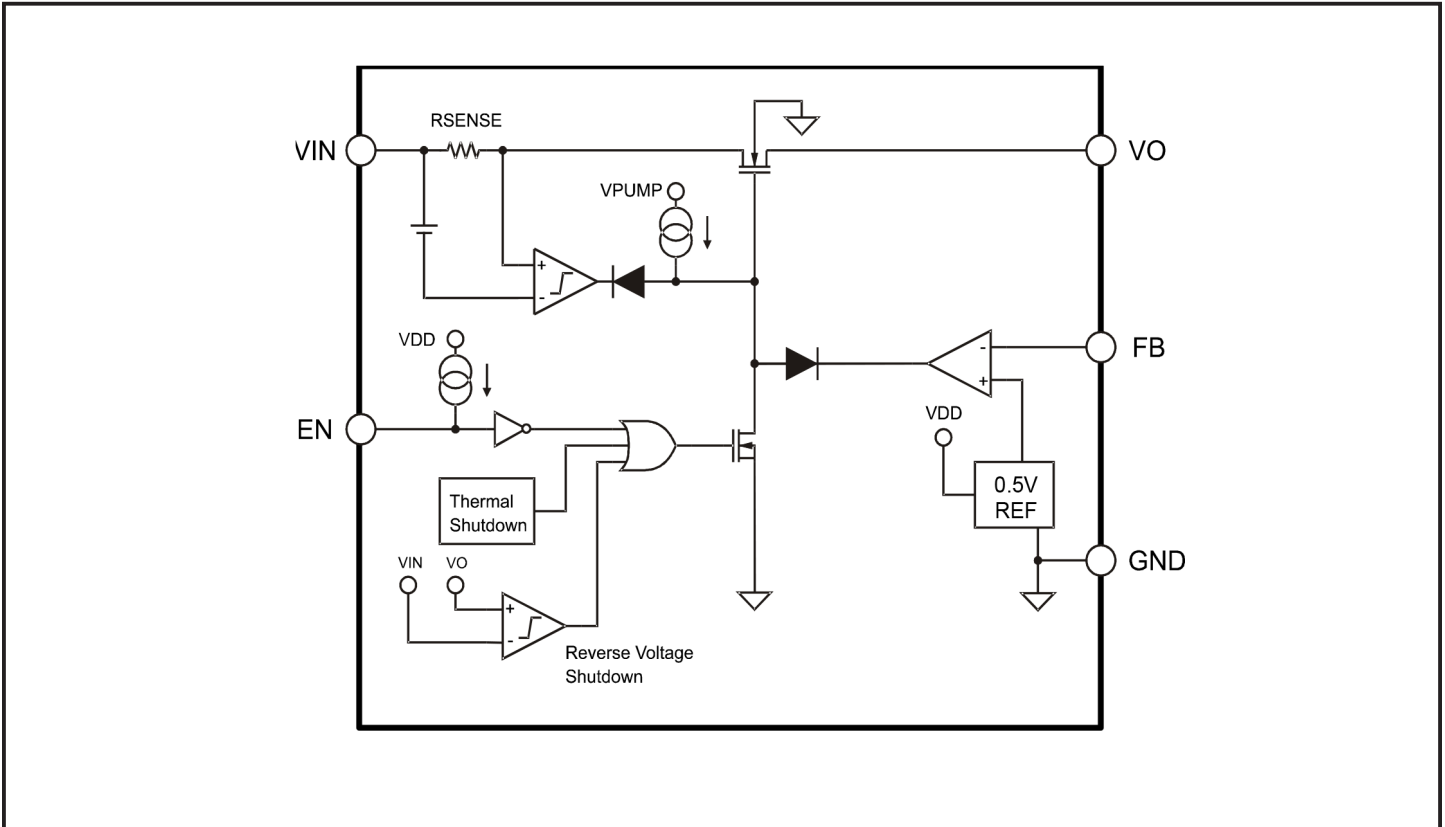 RSENSE
VIN
VO
VPUMP
+
-
VDD
FB
-
+
EN
VDD
0.5V
REF
Thermal
Shutdown
VIN
VO
GND
+
-
Reverse Voltage
Shutdown